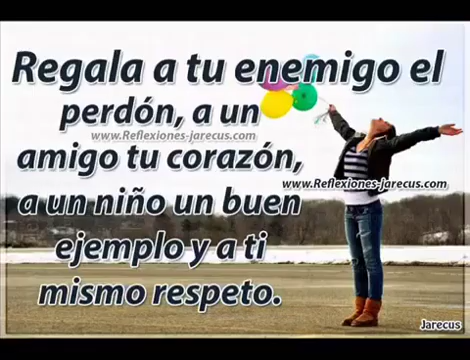 Regala a tu enemigo el
perdón, a un
www.Reflexiones-jarecus.com
amigo tu corazón,
www.Reflexiones-Jarecus.com
a un niño un buen
ejemplo y a ti
mismo respeto.
Jarecus